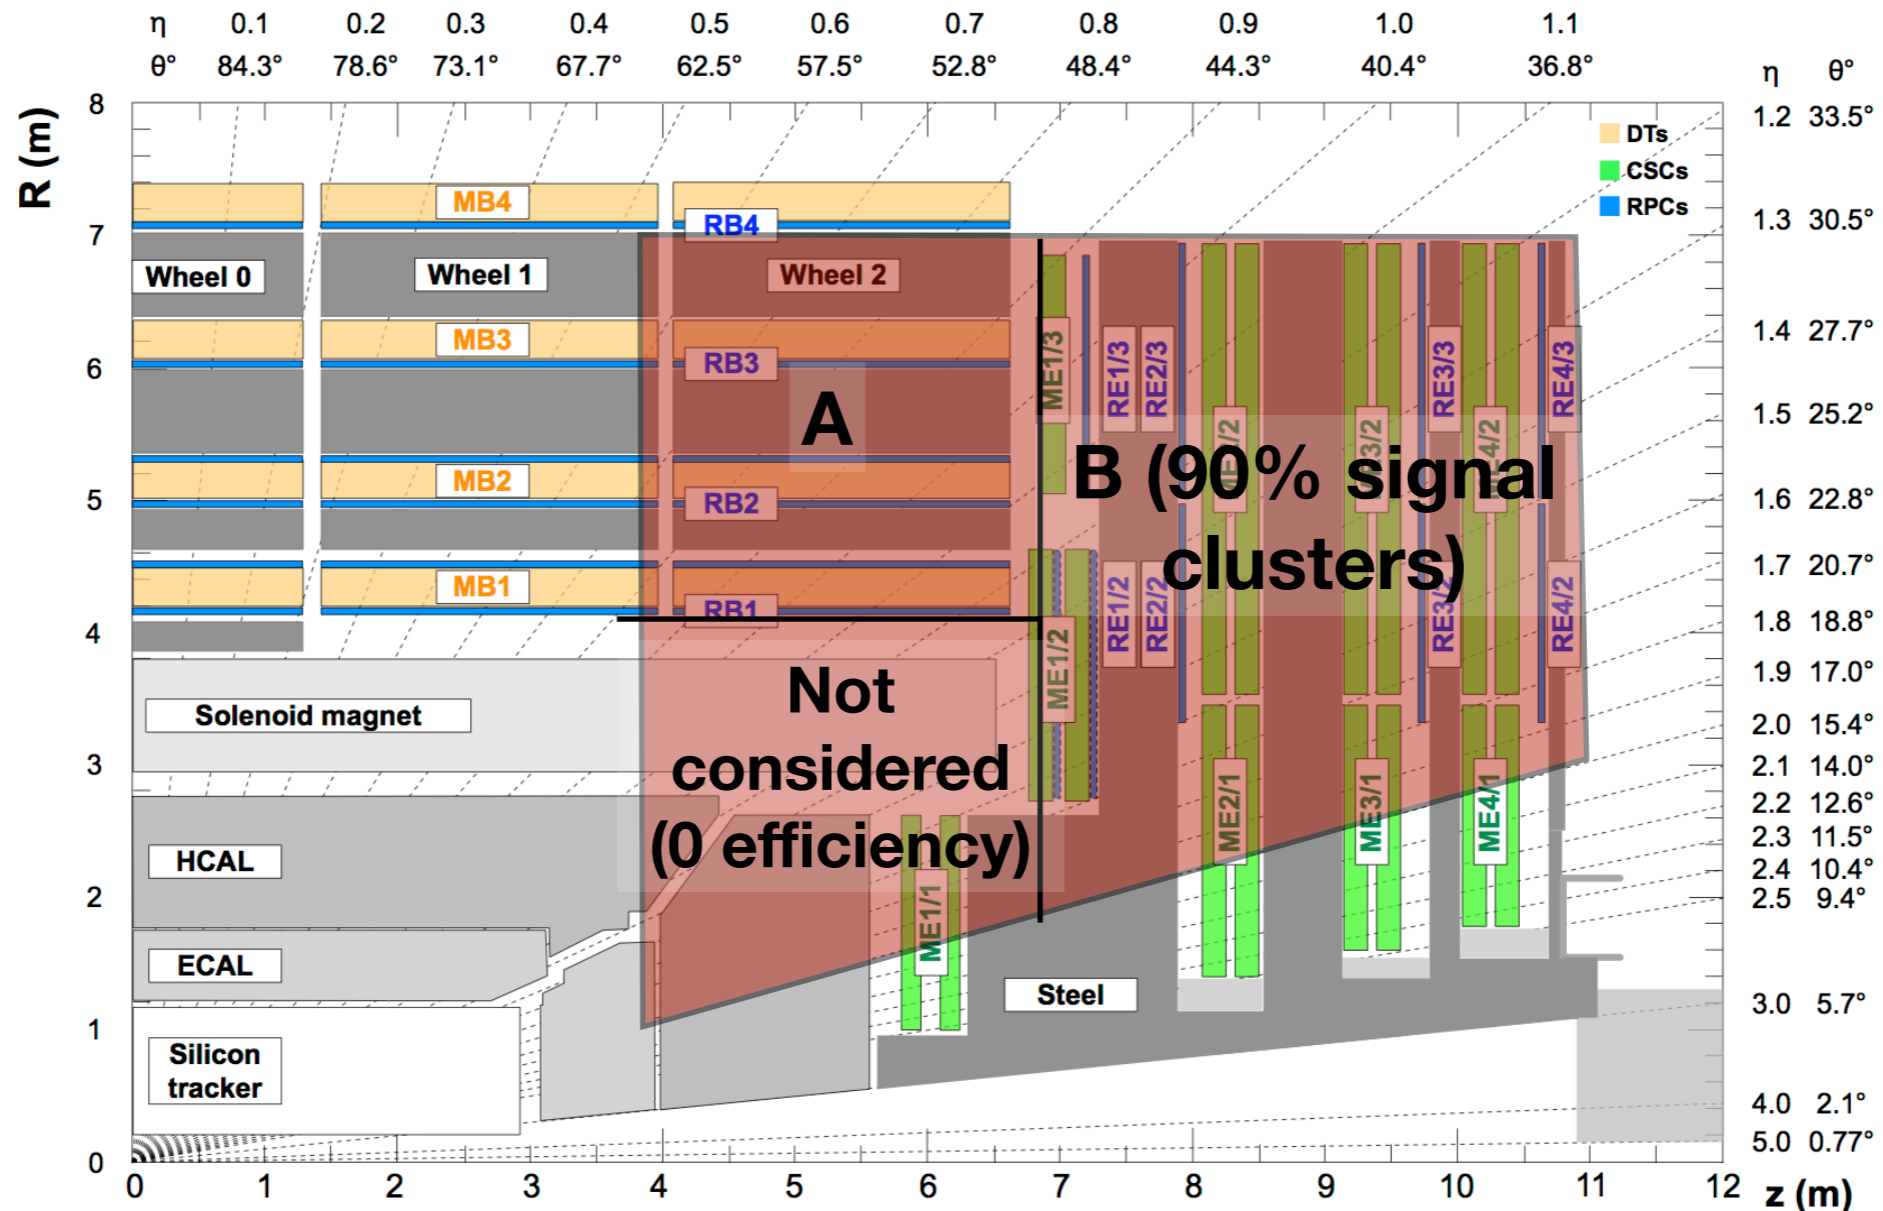 η 0.1 0.2 0.3 0.4 0.5 0.6 0.7 0.8 0.9 1.0 1.1
θ° 84.3° 78.6° 73.1° 67.7° 62.5° 57.5° 52.8° 48.4° 44.3° 40.4° 36.8°
η θ°
R (m)
8
7
6
5
4
3
2
1
0
1.2 33.5°
1.3 30.5°
1.4 27.7°
1.5 25.2°
1.6 22.8°
1.7 20.7°
1.8 18.8°
1.9 17.0°
2.0 15.4°
2.1 14.0°
2.2 12.6°
2.3 11.5°
2.4 10.4°
2.5 9.4°
3.0 5.7°
4.0 2.1°
5.0 0.77°
DTs
CSCs
RPCs
MB4
RB4
Wheel 0
Wheel 1
Wheel 2
MB3
RB3
A
MB2
RB2
MB1
RB1
ME1/3
RE1/3
RE2/3
RE3/3
RE4/3
B (90% signal
clusters)
ME3/2
ME4/2
ME1/2
RE1/2
RE2/2
RE3/2
RE4/2
Not
considered
(0 efficiency)
Solenoid magnet
HCAL
ECAL
Silicon
tracker
ME1/1
ME2/1
ME3/1
ME4/1
Steel
0 1 2 3 4 5 6 7 8 9 10 11 12
z (m)